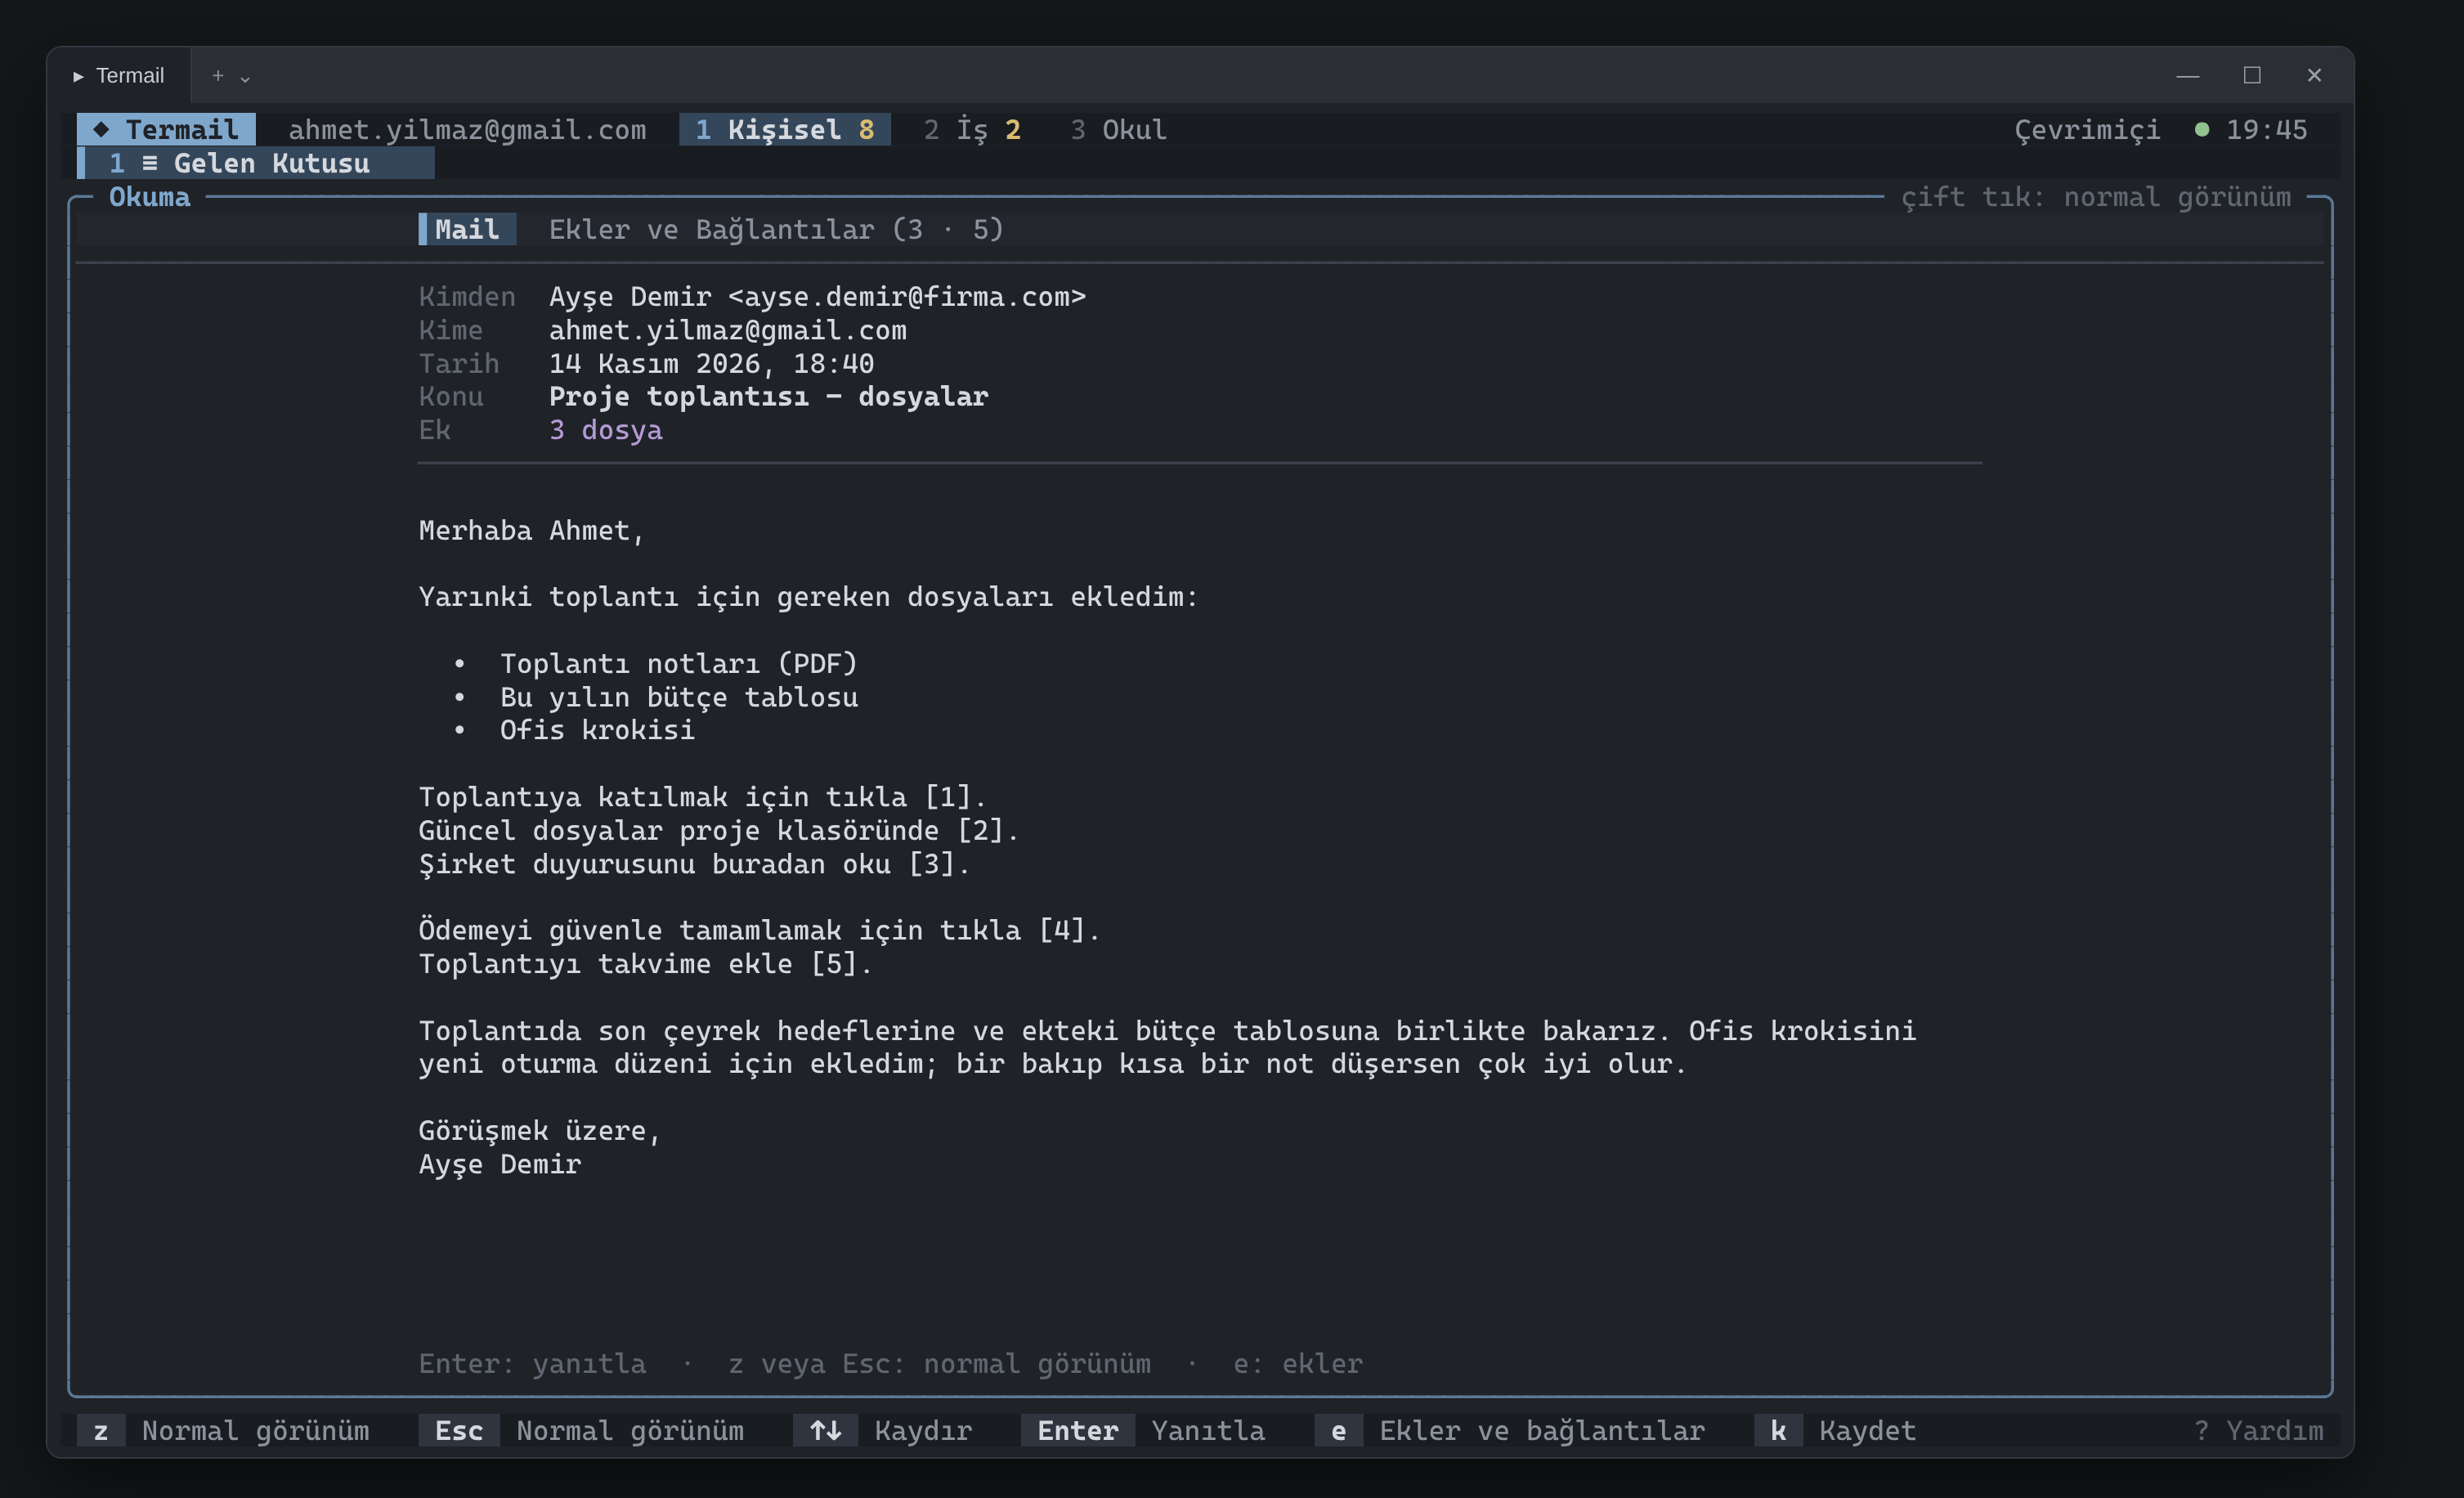 ▸ Termail + ⌄ — ☐ ✕
◆ Termail ahmet.yilmaz@gmail.com 1 Kişisel 8 2 İş 2 3 Okul Çevrimiçi ● 19:45
1 ≡ Gelen Kutusu
Okuma çift tık: normal görünüm
Mail Ekler ve Bağlantılar (3 · 5)
Kimden Ayşe Demir <ayse.demir@firma.com>
Kime ahmet.yilmaz@gmail.com
Tarih 14 Kasım 2026, 18:40
Konu Proje toplantısı — dosyalar
Ek 3 dosya
Merhaba Ahmet,
Yarınki toplantı için gereken dosyaları ekledim:
• Toplantı notları (PDF)
• Bu yılın bütçe tablosu
• Ofis krokisi
Toplantıya katılmak için tıkla [1].
Güncel dosyalar proje klasöründe [2].
Şirket duyurusunu buradan oku [3].
Ödemeyi güvenle tamamlamak için tıkla [4].
Toplantıyı takvime ekle [5].
Toplantıda son çeyrek hedeflerine ve ekteki bütçe tablosuna birlikte bakarız. Ofis krokisini
yeni oturma düzeni için ekledim; bir bakıp kısa bir not düşersen çok iyi olur.
Görüşmek üzere,
Ayşe Demir
Enter: yanıtla · z veya Esc: normal görünüm · e: ekler
z Normal görünüm Esc Normal görünüm ↑↓ Kaydır Enter Yanıtla e Ekler ve bağlantılar k Kaydet ? Yardım